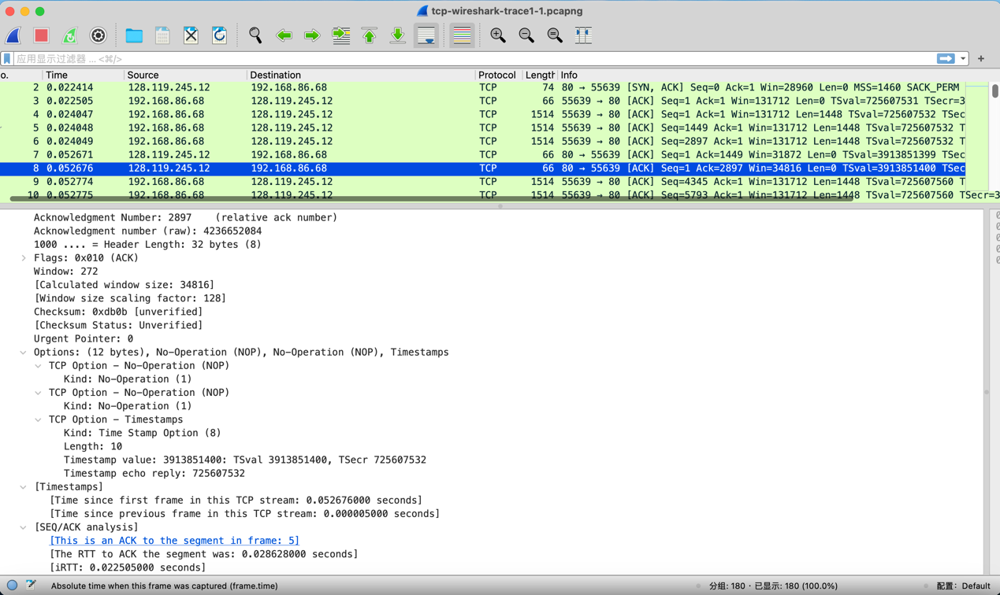 tcp-wireshark-trace1-1.pcapng
应用显示过滤器 … <⌘/>
o. Time Source Destination Protocol Length Info
2 0.022414 128.119.245.12 192.168.86.68 TCP 74 80 → 55639 [SYN, ACK] Seq=0 Ack=1 Win=28960 Len=0 MSS=1460 SACK_PERM
3 0.022505 192.168.86.68 128.119.245.12 TCP 66 55639 → 80 [ACK] Seq=1 Ack=1 Win=131712 Len=0 TSval=725607531 TSecr=3
4 0.024047 192.168.86.68 128.119.245.12 TCP 1514 55639 → 80 [ACK] Seq=1 Ack=1 Win=131712 Len=1448 TSval=725607532 TSec
5 0.024048 192.168.86.68 128.119.245.12 TCP 1514 55639 → 80 [ACK] Seq=1449 Ack=1 Win=131712 Len=1448 TSval=725607532 T
6 0.024049 192.168.86.68 128.119.245.12 TCP 1514 55639 → 80 [ACK] Seq=2897 Ack=1 Win=131712 Len=1448 TSval=725607532 T
7 0.052671 128.119.245.12 192.168.86.68 TCP 66 80 → 55639 [ACK] Seq=1 Ack=1449 Win=31872 Len=0 TSval=3913851399 TSec
8 0.052676 128.119.245.12 192.168.86.68 TCP 66 80 → 55639 [ACK] Seq=1 Ack=2897 Win=34816 Len=0 TSval=3913851400 TSec
9 0.052774 192.168.86.68 128.119.245.12 TCP 1514 55639 → 80 [ACK] Seq=4345 Ack=1 Win=131712 Len=1448 TSval=725607560 T
10 0.052775 192.168.86.68 128.119.245.12 TCP 1514 55639 → 80 [ACK] Seq=5793 Ack=1 Win=131712 Len=1448 TSval=725607560 TSecr=3
Acknowledgment Number: 2897    (relative ack number)
Acknowledgment number (raw): 4236652084
1000 .... = Header Length: 32 bytes (8)
Flags: 0x010 (ACK)
Window: 272
[Calculated window size: 34816]
[Window size scaling factor: 128]
Checksum: 0xdb0b [unverified]
[Checksum Status: Unverified]
Urgent Pointer: 0
Options: (12 bytes), No-Operation (NOP), No-Operation (NOP), Timestamps
TCP Option - No-Operation (NOP)
Kind: No-Operation (1)
TCP Option - No-Operation (NOP)
Kind: No-Operation (1)
TCP Option - Timestamps
Kind: Time Stamp Option (8)
Length: 10
Timestamp value: 3913851400: TSval 3913851400, TSecr 725607532
Timestamp echo reply: 725607532
[Timestamps]
[Time since first frame in this TCP stream: 0.052676000 seconds]
[Time since previous frame in this TCP stream: 0.000005000 seconds]
[SEQ/ACK analysis]
[This is an ACK to the segment in frame: 5]
[The RTT to ACK the segment was: 0.028628000 seconds]
[iRTT: 0.022505000 seconds]
Absolute time when this frame was captured (frame.time) 分组: 180 · 已显示: 180 (100.0%) 配置: Default